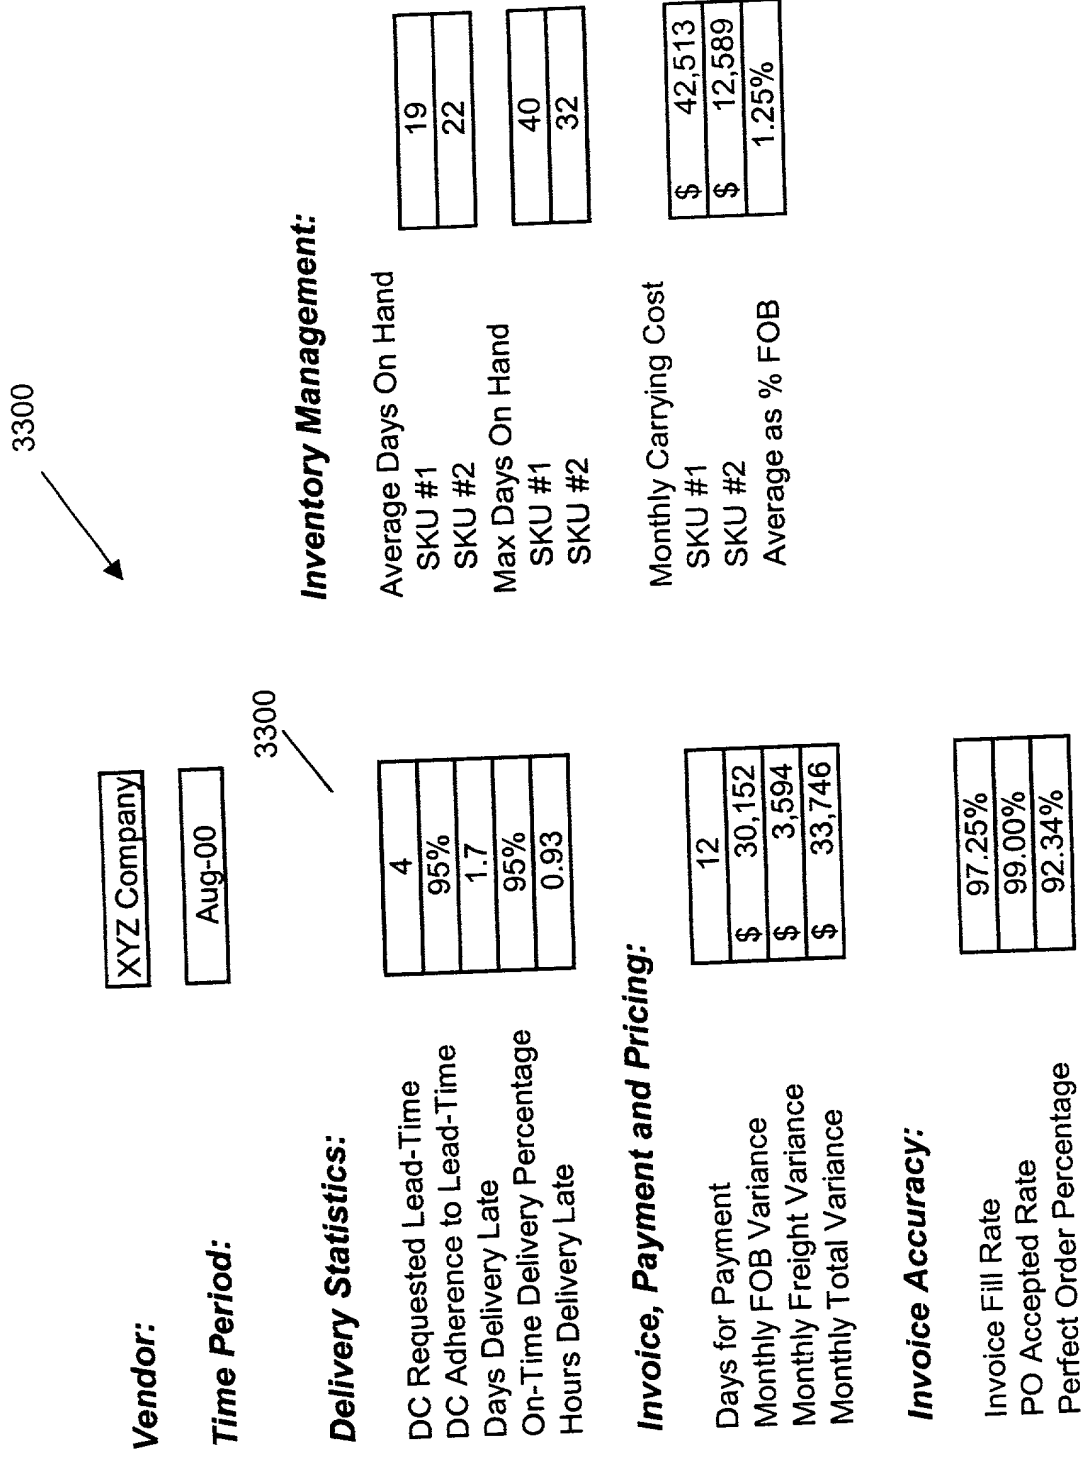 3300
Vendor: XYZ Company
Time Period: Aug-00
3300
Delivery Statistics:
DC Requested Lead-Time 4
DC Adherence to Lead-Time 95%
Days Delivery Late 1.7
On-Time Delivery Percentage 95%
Hours Delivery Late 0.93
Invoice, Payment and Pricing:
Days for Payment 12
Monthly FOB Variance $ 30,152
Monthly Freight Variance $ 3,594
Monthly Total Variance $ 33,746
Invoice Accuracy:
Invoice Fill Rate 97.25%
PO Accepted Rate 99.00%
Perfect Order Percentage 92.34%
Inventory Management:
Average Days On Hand
SKU #1 19
SKU #2 22
Max Days On Hand
SKU #1 40
SKU #2 32
Monthly Carrying Cost
SKU #1 $ 42,513
SKU #2 $ 12,589
Average as % FOB 1.25%